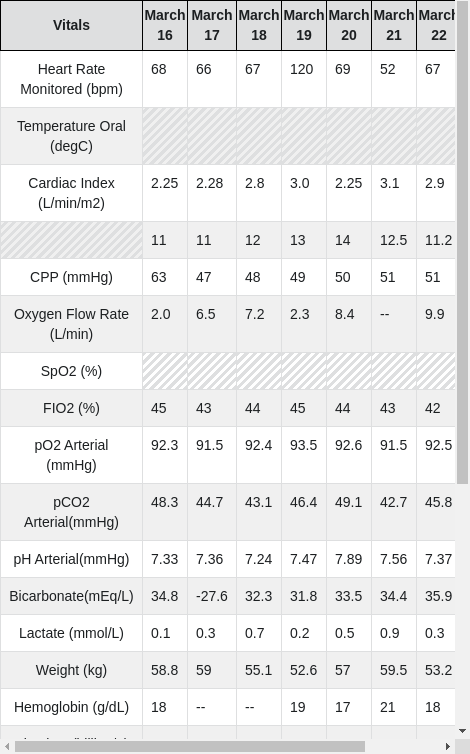 Vitals March 16 March 17 March 18 March 19 March 20 March 21 March 22
Heart Rate Monitored (bpm) 68 66 67 120 69 52 67
Temperature Oral (degC)
Cardiac Index (L/min/m2) 2.25 2.28 2.8 3.0 2.25 3.1 2.9
11 11 12 13 14 12.5 11.2
CPP (mmHg) 63 47 48 49 50 51 51
Oxygen Flow Rate (L/min) 2.0 6.5 7.2 2.3 8.4 -- 9.9
SpO2 (%)
FIO2 (%) 45 43 44 45 44 43 42
pO2 Arterial (mmHg) 92.3 91.5 92.4 93.5 92.6 91.5 92.5
pCO2 Arterial(mmHg) 48.3 44.7 43.1 46.4 49.1 42.7 45.8
pH Arterial(mmHg) 7.33 7.36 7.24 7.47 7.89 7.56 7.37
Bicarbonate(mEq/L) 34.8 -27.6 32.3 31.8 33.5 34.4 35.9
Lactate (mmol/L) 0.1 0.3 0.7 0.2 0.5 0.9 0.3
Weight (kg) 58.8 59 55.1 52.6 57 59.5 53.2
Hemoglobin (g/dL) 18 -- -- 19 17 21 18